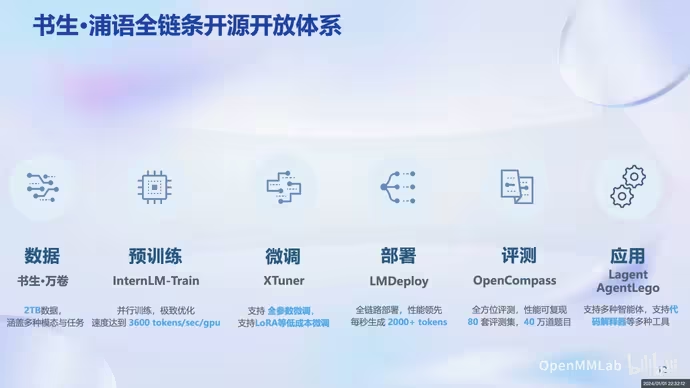 书生•浦语全链条开源开放体系
数据
书生•万卷
2TB数据,
涵盖多种模态与任务
预训练
InternLM-Train
并行训练，极致优化
速度达到 3600 tokens/sec/gpu
微调
XTuner
支持 全参数微调，
支持LoRA等低成本微调
部署
LMDeploy
全链路部署，性能领先
每秒生成 2000+ tokens
评测
OpenCompass
全方位评测，性能可复现
80 套评测集，40 万道题目
应用
Lagent
AgentLego
支持多种智能体，支持代
码解释器等多种工具
OpenMMLab
bilibili